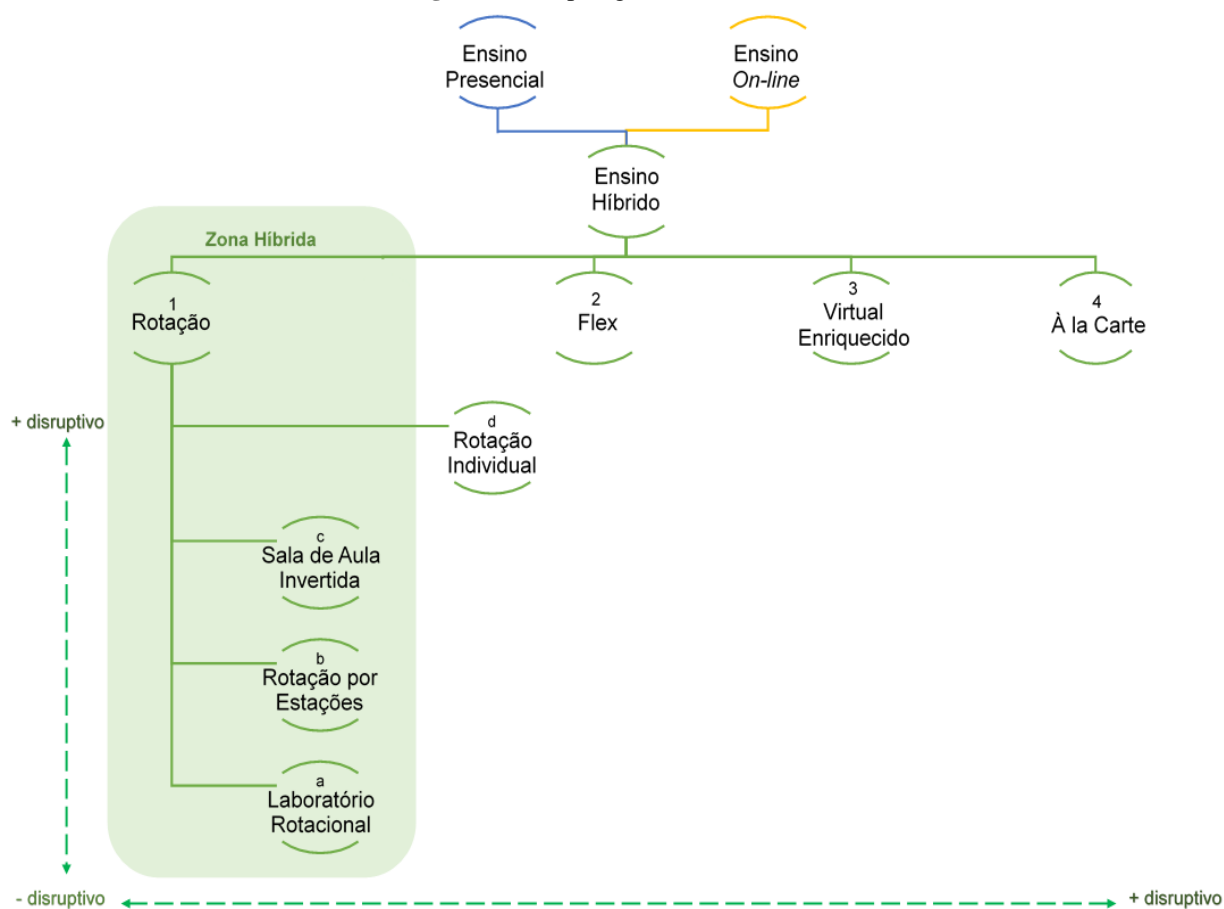 Ensino
Presencial
Ensino
On-line
Ensino
Híbrido
Zona Híbrida
1
Rotação
2
Flex
3
Virtual
Enriquecido
4
À la Carte
+ disruptivo
d
Rotação
Individual
c
Sala de Aula
Invertida
b
Rotação por
Estações
a
Laboratório
Rotacional
- disruptivo
+ disruptivo